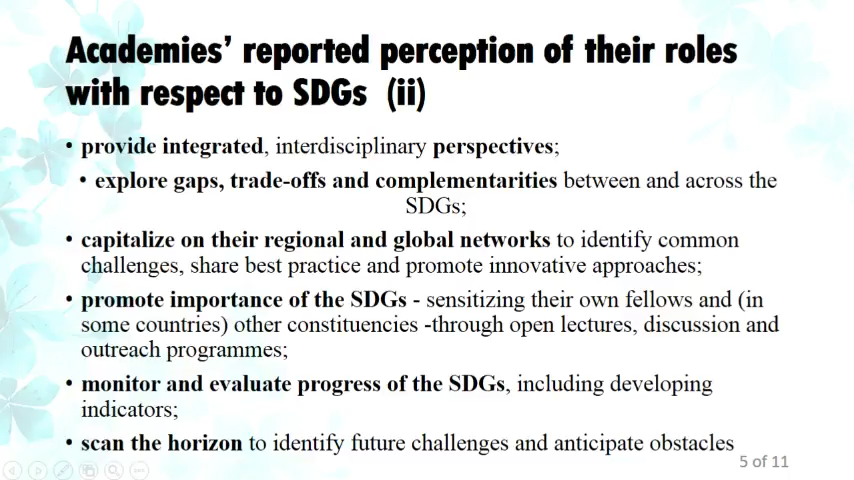 Academies' reported perception of their roles
with respect to SDGs (ii)
• provide integrated, interdisciplinary perspectives;
• explore gaps, trade-offs and complementarities between and across the
SDGs;
• capitalize on their regional and global networks to identify common
challenges, share best practice and promote innovative approaches;
• promote importance of the SDGs - sensitizing their own fellows and (in
some countries) other constituencies -through open lectures, discussion and
outreach programmes;
• monitor and evaluate progress of the SDGs, including developing
indicators;
• scan the horizon to identify future challenges and anticipate obstacles
5 of 11